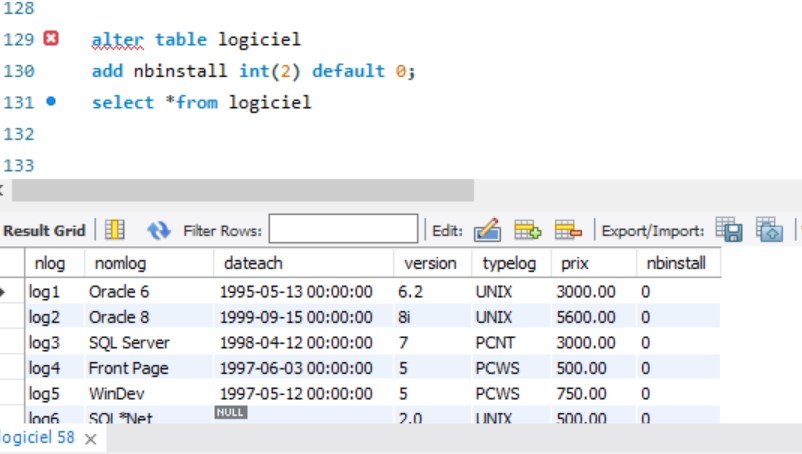 128
129 alter table logiciel
130 add nbinstall int(2) default 0;
131 select *from logiciel
132
133
Result Grid Filter Rows: Edit: Export/Import:
nlog nomlog dateach version typelog prix nbinstall
log1 Oracle 6 1995-05-13 00:00:00 6.2 UNIX 3000.00 0
log2 Oracle 8 1999-09-15 00:00:00 8i UNIX 5600.00 0
log3 SQL Server 1998-04-12 00:00:00 7 PCNT 3000.00 0
log4 Front Page 1997-06-03 00:00:00 5 PCWS 500.00 0
log5 WinDev 1997-05-12 00:00:00 5 PCWS 750.00 0
log6 SQL*Net NULL 2.0 UNIX 500.00 0
logiciel 58